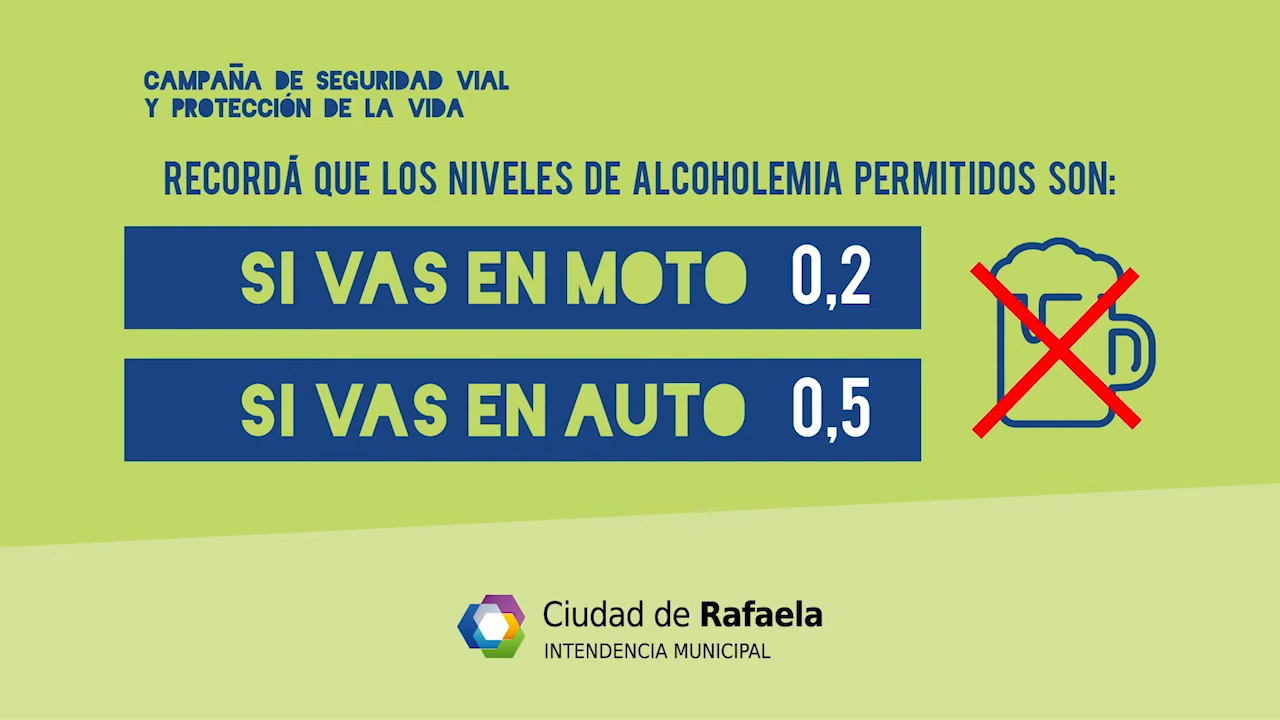 CAMPAÑA DE SEGURIDAD VIAL
Y PROTECCIÓN DE LA VIDA
RECORDÁ QUE LOS NIVELES DE ALCOHOLEMIA PERMITIDOS SON:
SI VAS EN MOTO 0,2
SI VAS EN AUTO 0,5
Ciudad de Rafaela
INTENDENCIA MUNICIPAL